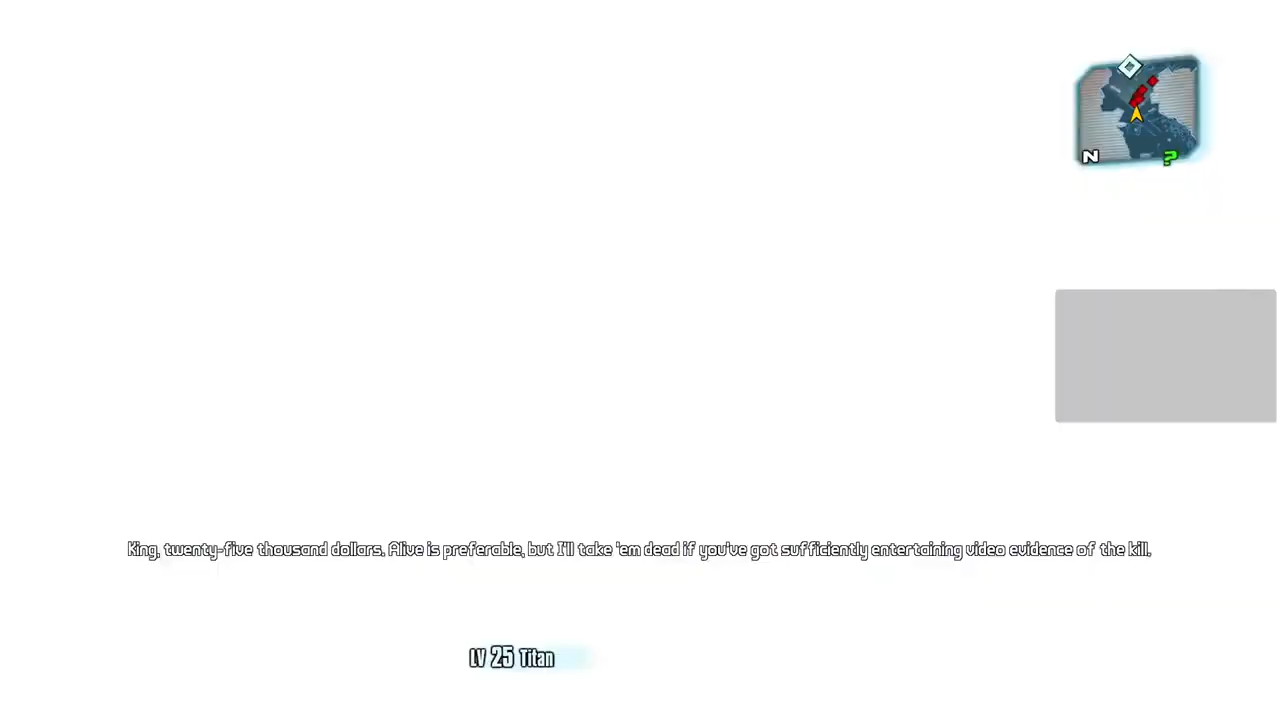 N
?
King, twenty-five thousand dollars. Alive is preferable, but I'll take 'em dead if you've got sufficiently entertaining video evidence of the kill.
LV 25 Titan